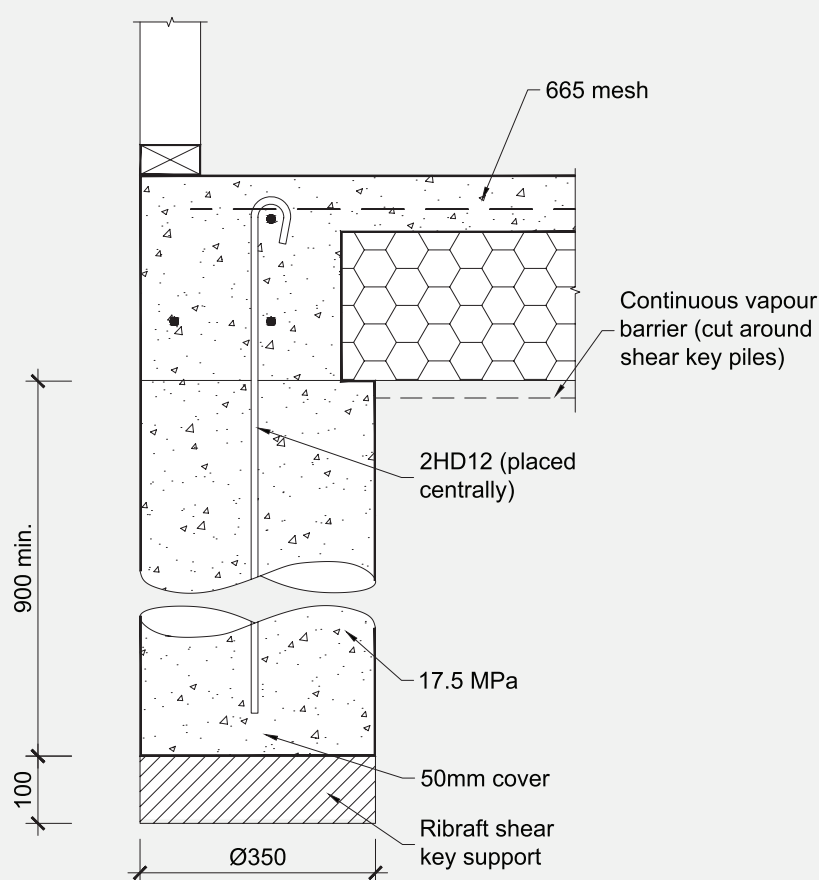 665 mesh
Continuous vapour
barrier (cut around
shear key piles)
2HD12 (placed
centrally)
900 min.
17.5 MPa
50mm cover
100
Ribraft shear
key support
Ø350